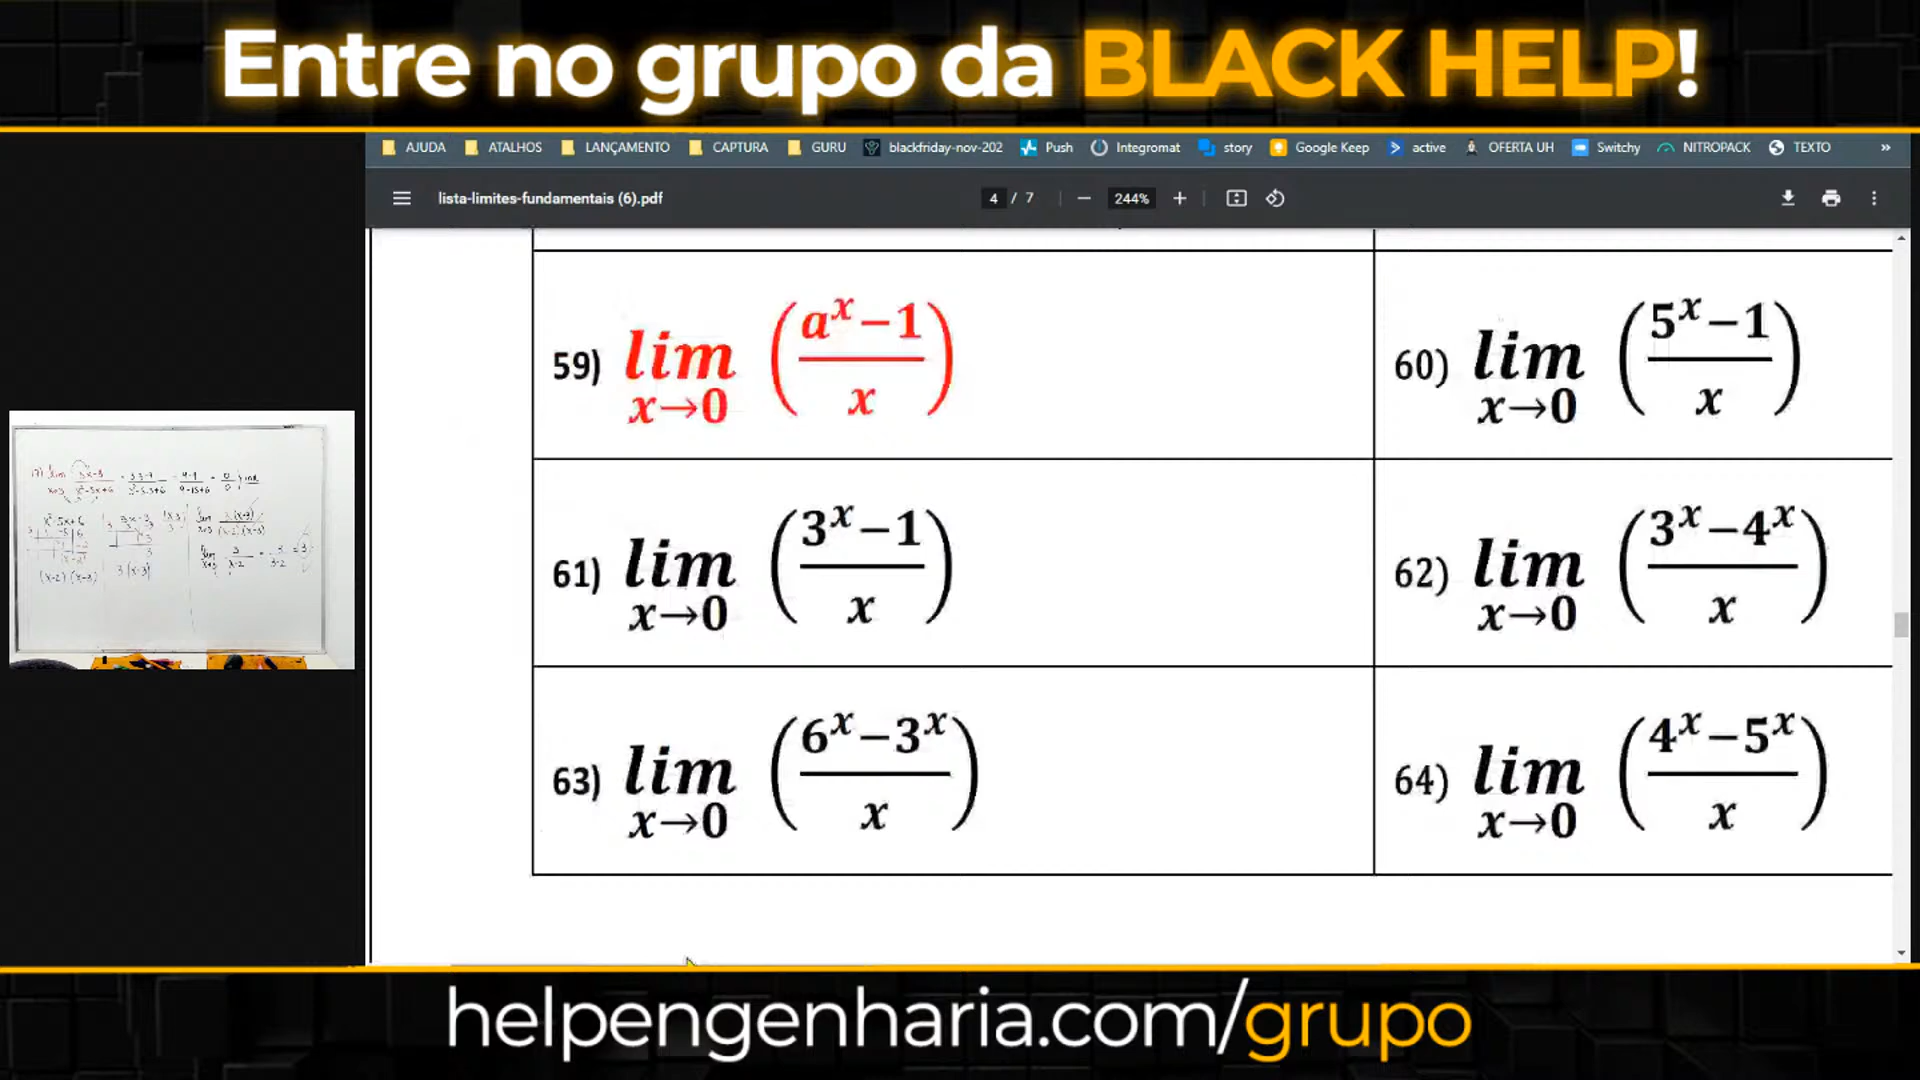 Entre no grupo da BLACK HELP!
AJUDA ATALHOS LANÇAMENTO CAPTURA GURU blackfriday-nov-202 Push Integromat story Google Keep active OFERTA UH Switchy NITROPACK TEXTO »
lista-limites-fundamentais (6).pdf 4 / 7 − 244% +
59) lim x→0 (a^x−1 / x)
60) lim x→0 (5^x−1 / x)
61) lim x→0 (3^x−1 / x)
62) lim x→0 (3^x−4^x / x)
63) lim x→0 (6^x−3^x / x)
64) lim x→0 (4^x−5^x / x)
helpengenharia.com/grupo